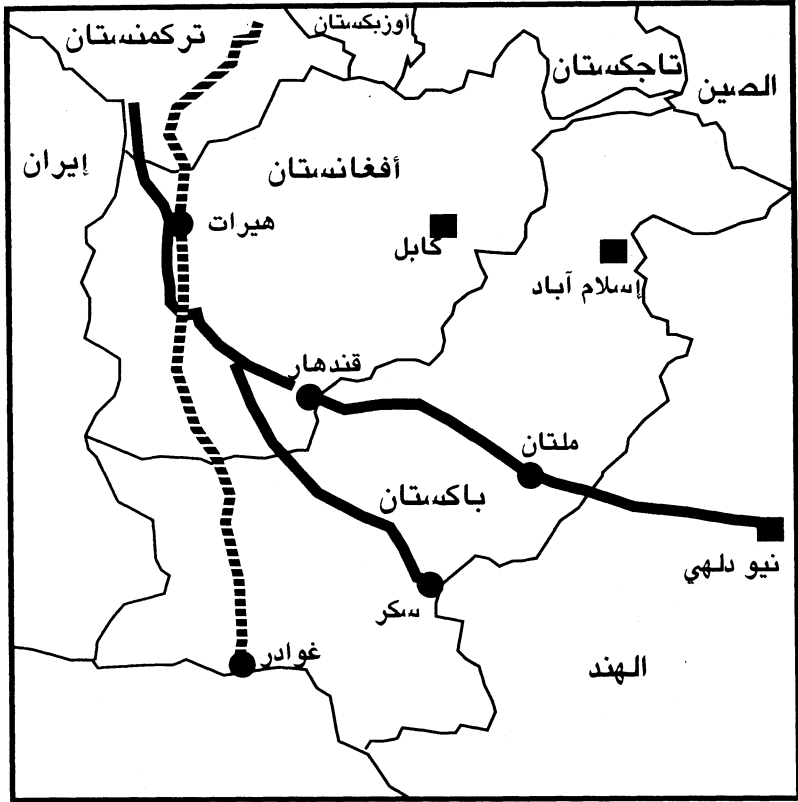 أوزبكستان
تركمنستان
تاجكستان
الصين
إيران
أفغانستان
هيرات
كابل
إسلام آباد
قندهار
ملتان
باكستان
نيو دلهي
سكر
غوادر
الهند